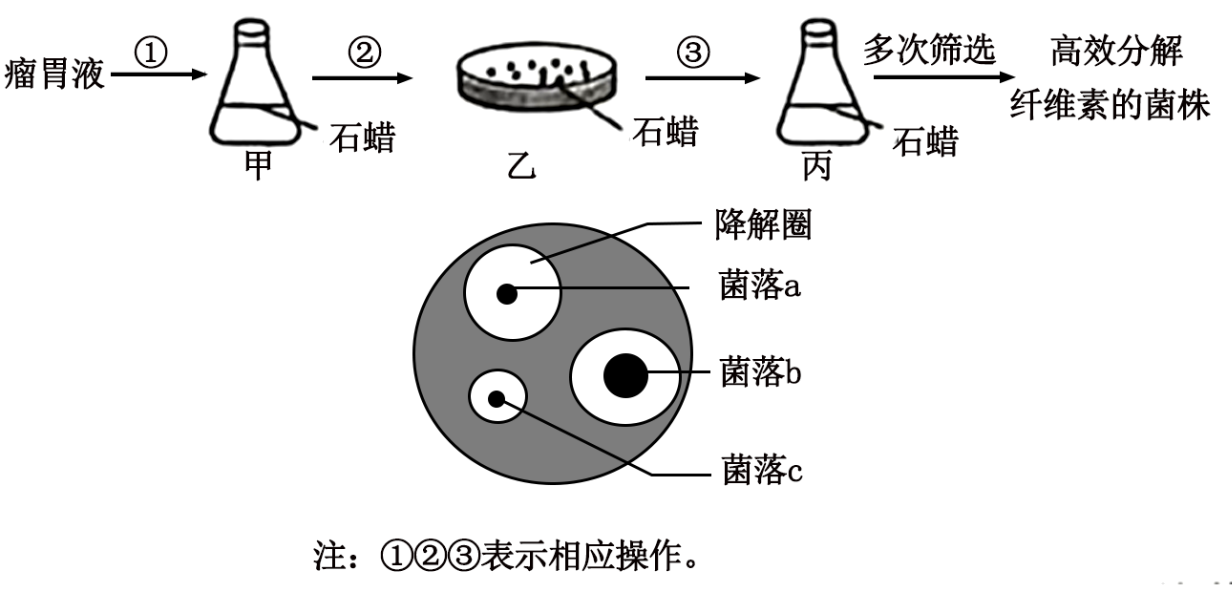 瘤胃液 ① ② ③ 多次筛选 高效分解
纤维素的菌株
石蜡 石蜡 石蜡
甲 乙 丙
降解圈
菌落a
菌落b
菌落c
注：①②③表示相应操作。